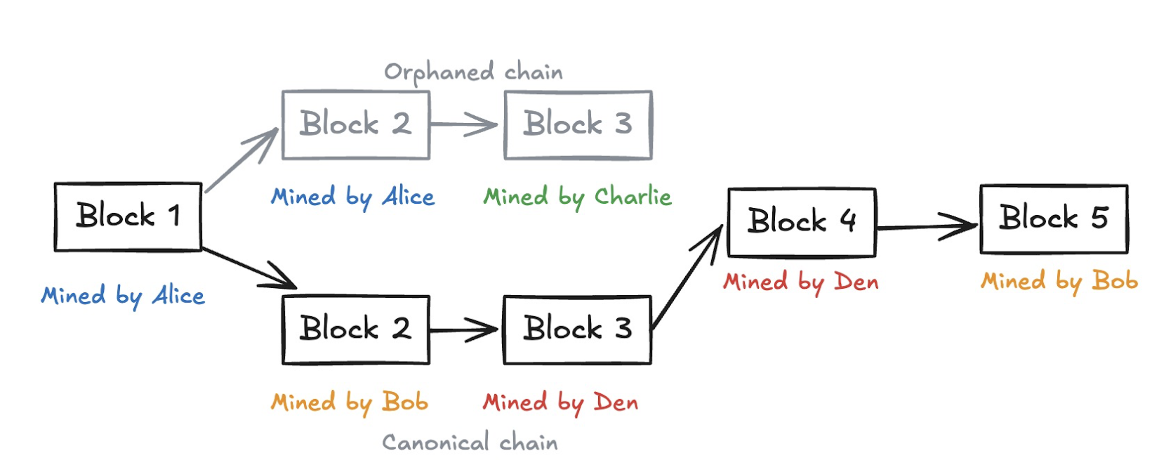 Orphaned chain
Block 2
Block 3
Mined by Alice
Mined by Charlie
Block 1
Mined by Alice
Block 4
Block 5
Mined by Den
Mined by Bob
Block 2
Block 3
Mined by Bob
Mined by Den
Canonical chain